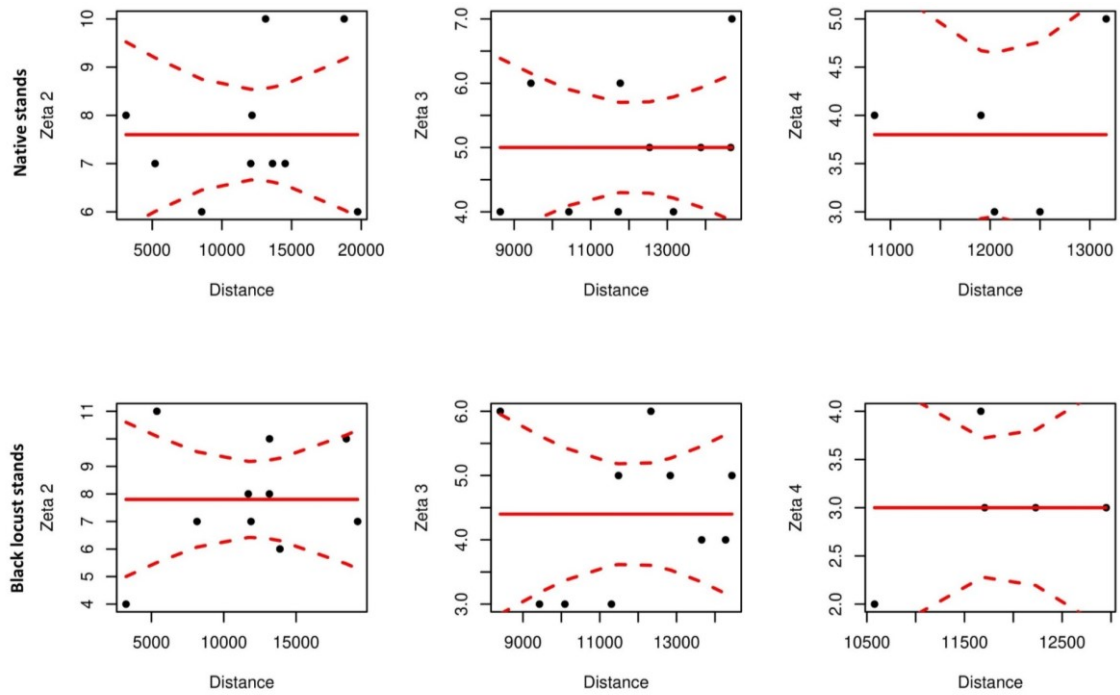 Native stands
Zeta 2
10
9
8
7
6
5000 10000 15000 20000
Distance
Zeta 3
7.0
6.0
5.0
4.0
9000 11000 13000
Distance
Zeta 4
5.0
4.5
4.0
3.5
3.0
11000 12000 13000
Distance
Black locust stands
Zeta 2
11
9
8
7
6
5
4
5000 10000 15000
Distance
Zeta 3
6.0
5.0
4.0
3.0
9000 11000 13000
Distance
Zeta 4
4.0
3.5
3.0
2.5
2.0
10500 11500 12500
Distance